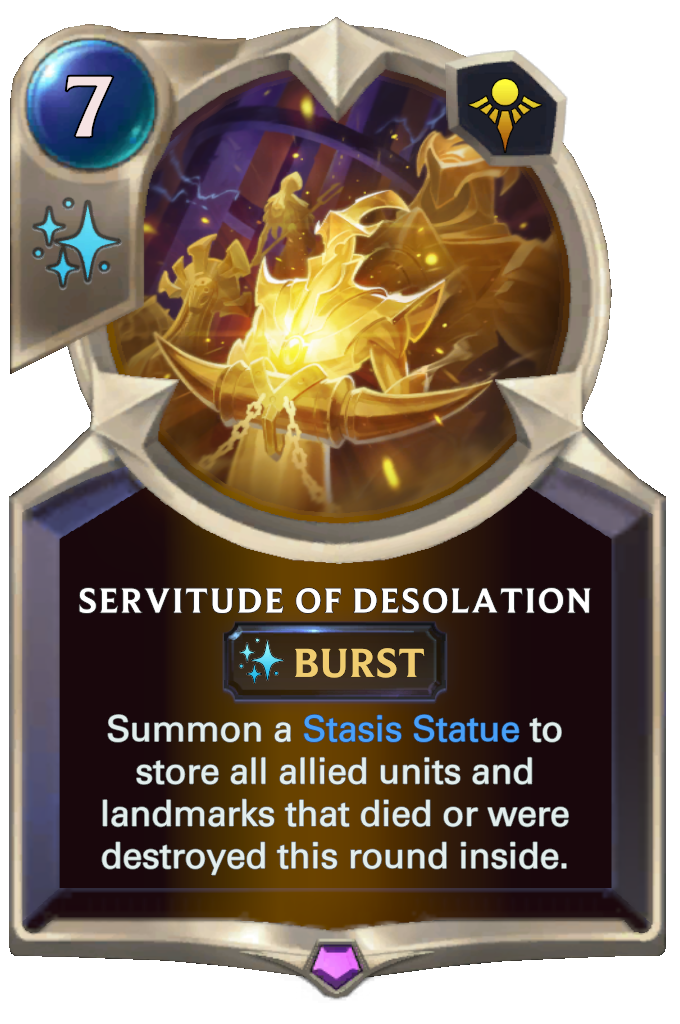 7
SERVITUDE OF DESOLATION
BURST
Summon a Stasis Statue to
store all allied units and
landmarks that died or were
destroyed this round inside.